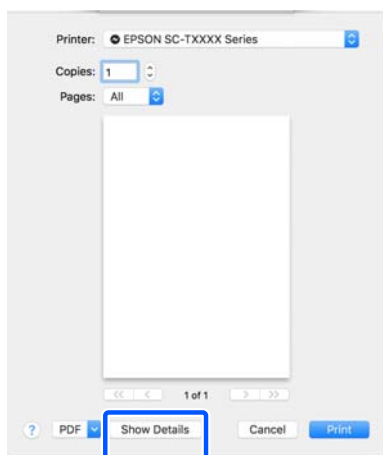 Printer: EPSON SC-TXXXX Series
Copies: 1
Pages: All
<< < 1 of 1 > >>
? PDF Show Details Cancel Print